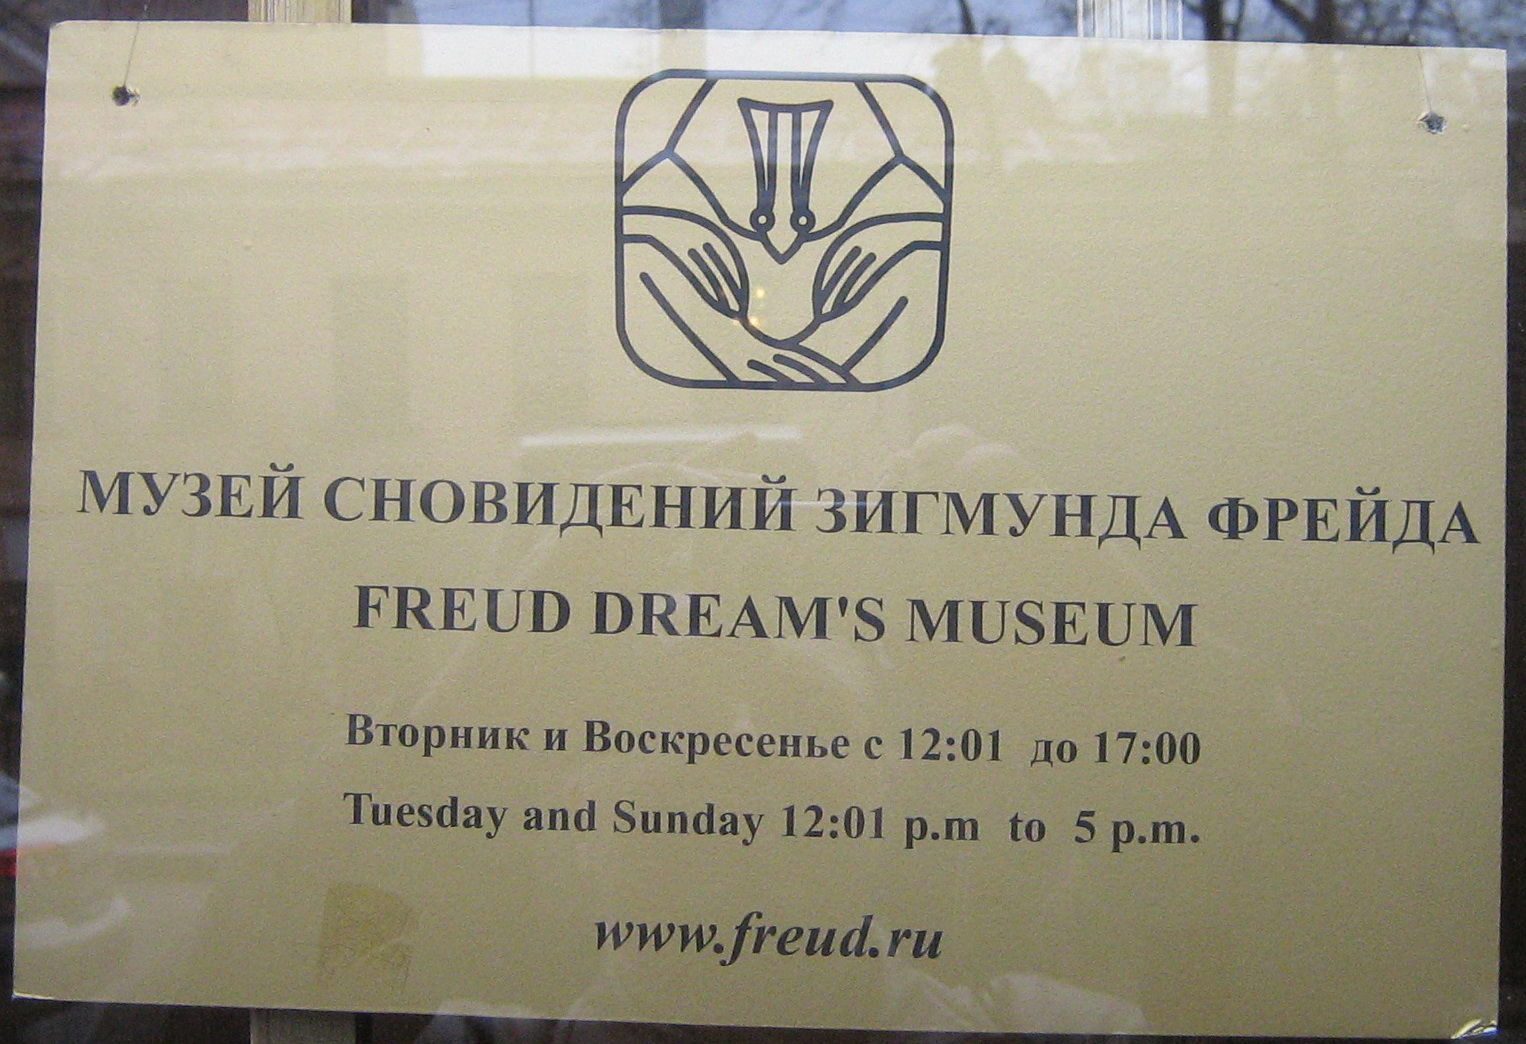 МУЗЕЙ СНОВИДЕНИЙ ЗИГМУНДА ФРЕЙДА
FREUD DREAM'S MUSEUM
Вторник и Воскресенье с 12:01 до 17:00
Tuesday and Sunday 12:01 p.m to 5 p.m.
www.freud.ru